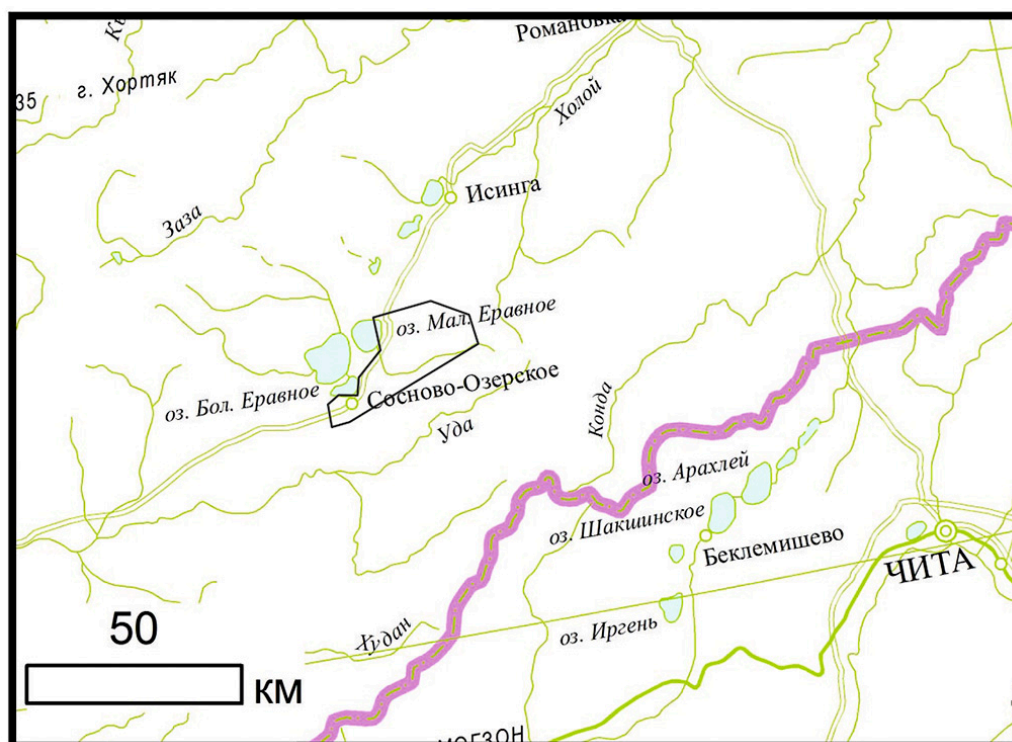 Романовка
г. Хортяк
35
Холой
Исинга
Заза
оз. Мал. Еравное
оз. Бол. Еравное
Сосново-Озерское
Уда
Конда
оз. Арахлей
оз. Шакшинское
Беклемишево
ЧИТА
оз. Иргень
Худан
50
км